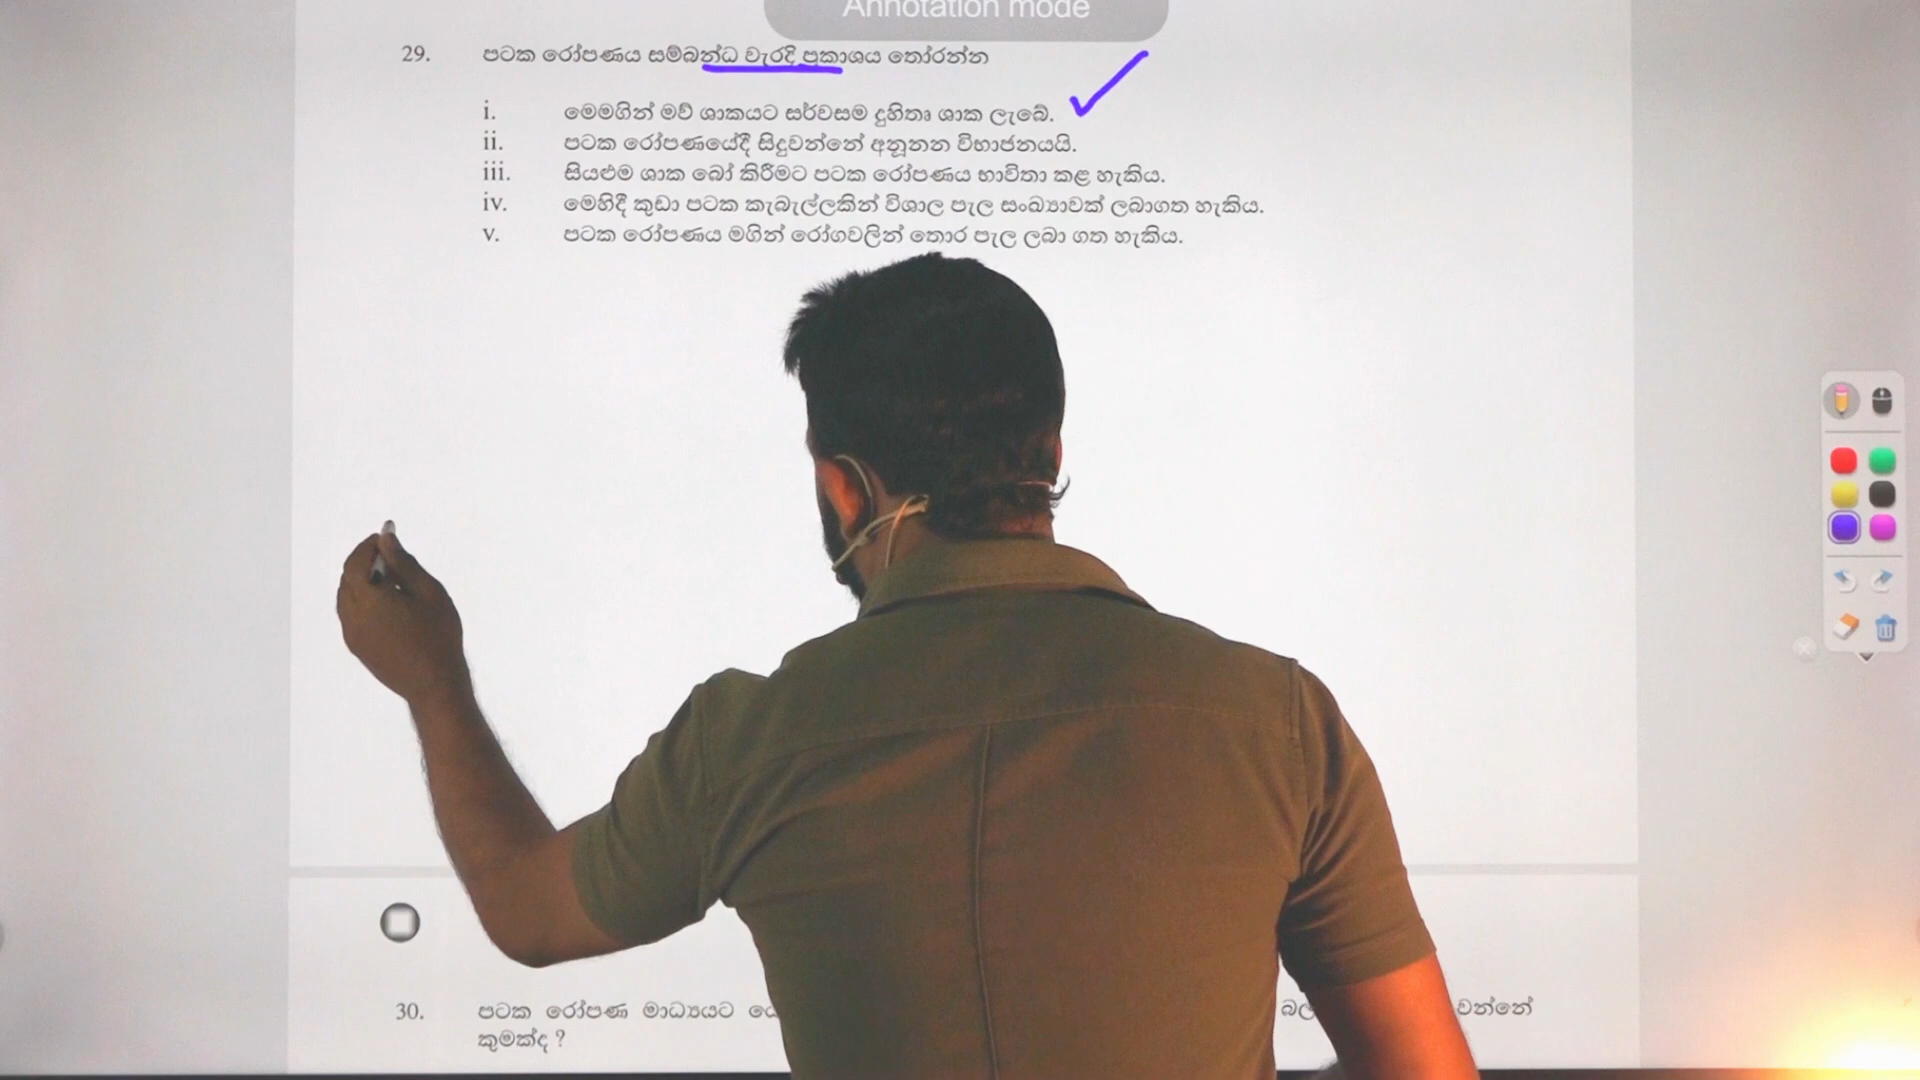 Annotation mode
29. පටක රෝපණය සම්බන්ධ වැරදි ප්‍රකාශය තෝරන්න
i. මෙමගින් මව් ශාකයට සර්වසම දුහිතෘ ශාක ලැබේ.
ii. පටක රෝපණයේදී සිදුවන්නේ අනූනන විභාජනයයි.
iii. සියළුම ශාක බෝ කිරීමට පටක රෝපණය භාවිතා කළ හැකිය.
iv. මෙහිදී කුඩා පටක කැබැල්ලකින් විශාල පැල සංඛ්‍යාවක් ලබාගත හැකිය.
v. පටක රෝපණය මගින් රෝගවලින් තොර පැල ලබා ගත හැකිය.
30. පටක රෝපණ මාධ්‍යයට වන්නේ
කුමක්ද ?